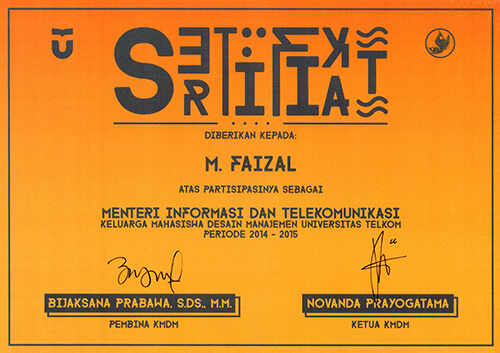 SERTIFIKAT
DIBERIKAN KEPADA:
M. FAIZAL
ATAS PARTISIPASINYA SEBAGAI
MENTERI INFORMASI DAN TELEKOMUNIKASI
KELUARGA MAHASISWA DESAIN MANAJEMEN UNIVERSITAS TELKOM
PERIODE 2014 - 2015
BIJAKSANA PRABAWA, S.DS., M.M.
PEMBINA KMDM
NOVANDA PRAYOGATAMA
KETUA KMDM